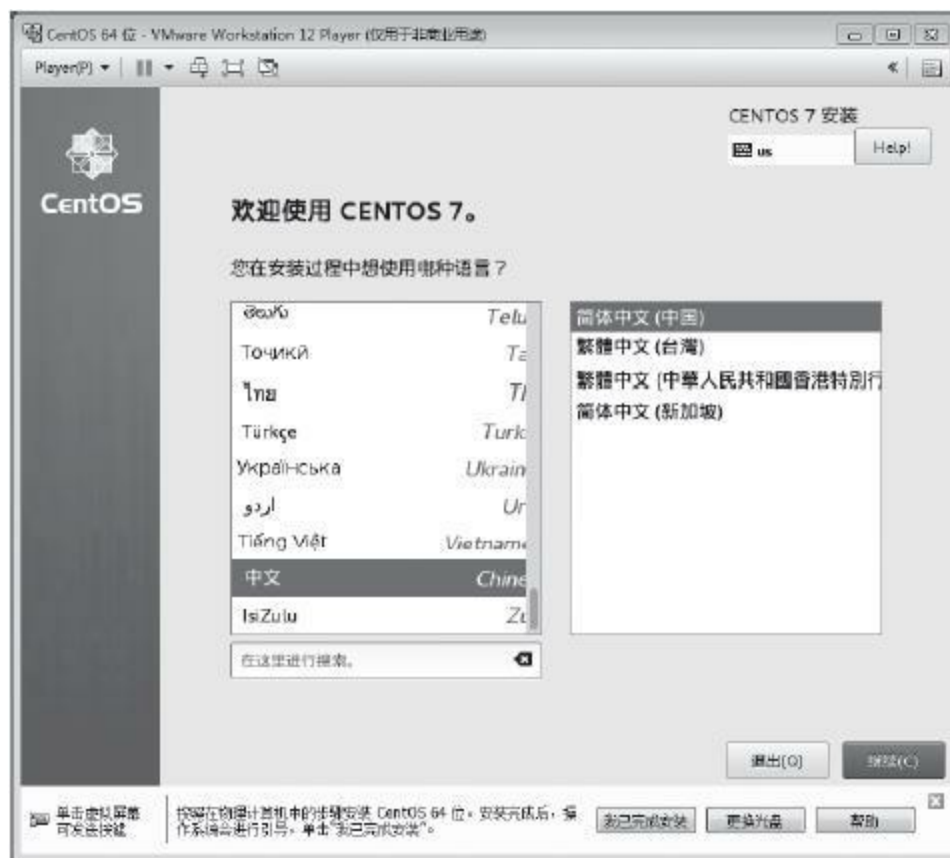 CentOS 64 位 - VMware Workstation 12 Player (仅用于非商业用途)
Player(P)
CENTOS 7 安装
us
Help!
CentOS
欢迎使用 CENTOS 7。
您在安装过程中想使用哪种语言？
తెలుగు Telu
Тоҷикӣ Ta
ไทย Th
Türkçe Turk
Українська Ukrain
اردو Ur
Tiếng Việt Vietname
中文 Chine
IsiZulu Zu
在这里进行搜索。
简体中文 (中国)
繁體中文 (台灣)
繁體中文 (中華人民共和國香港特別行
简体中文 (新加坡)
退出(Q)
继续(C)
单击虚拟屏幕
可发送按键
按照在物理计算机中的步骤安装 CentOS 64 位。安装完成后，操
作系统会进行引导，单击“我已完成安装”。
我已完成安装
更换光盘
帮助